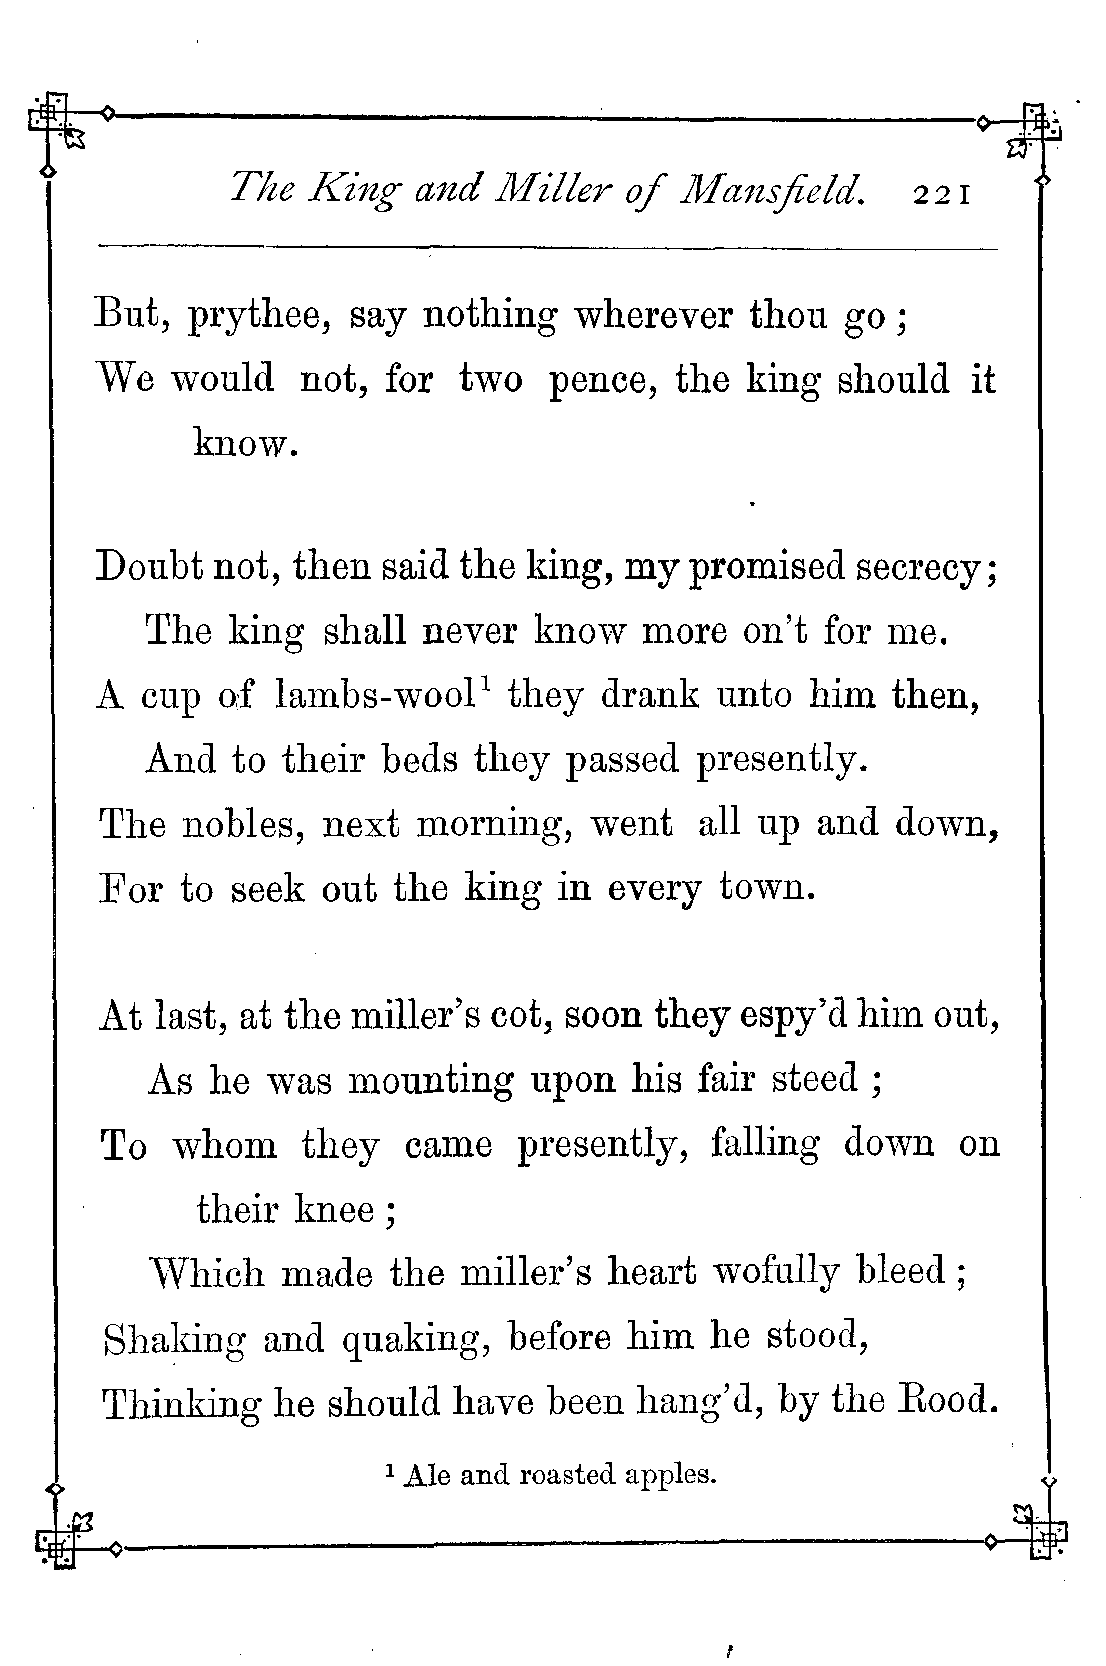 The King and Miller of Mansfield. 221
But, prythee, say nothing wherever thou go ;
We would not, for two pence, the king should it
know.
Doubt not, then said the king, my promised secrecy;
The king shall never know more on't for me.
A cup of lambs-wool¹ they drank unto him then,
And to their beds they passed presently.
The nobles, next morning, went all up and down,
For to seek out the king in every town.
At last, at the miller's cot, soon they espy'd him out,
As he was mounting upon his fair steed ;
To whom they came presently, falling down on
their knee ;
Which made the miller's heart wofully bleed ;
Shaking and quaking, before him he stood,
Thinking he should have been hang'd, by the Rood.
¹ Ale and roasted apples.